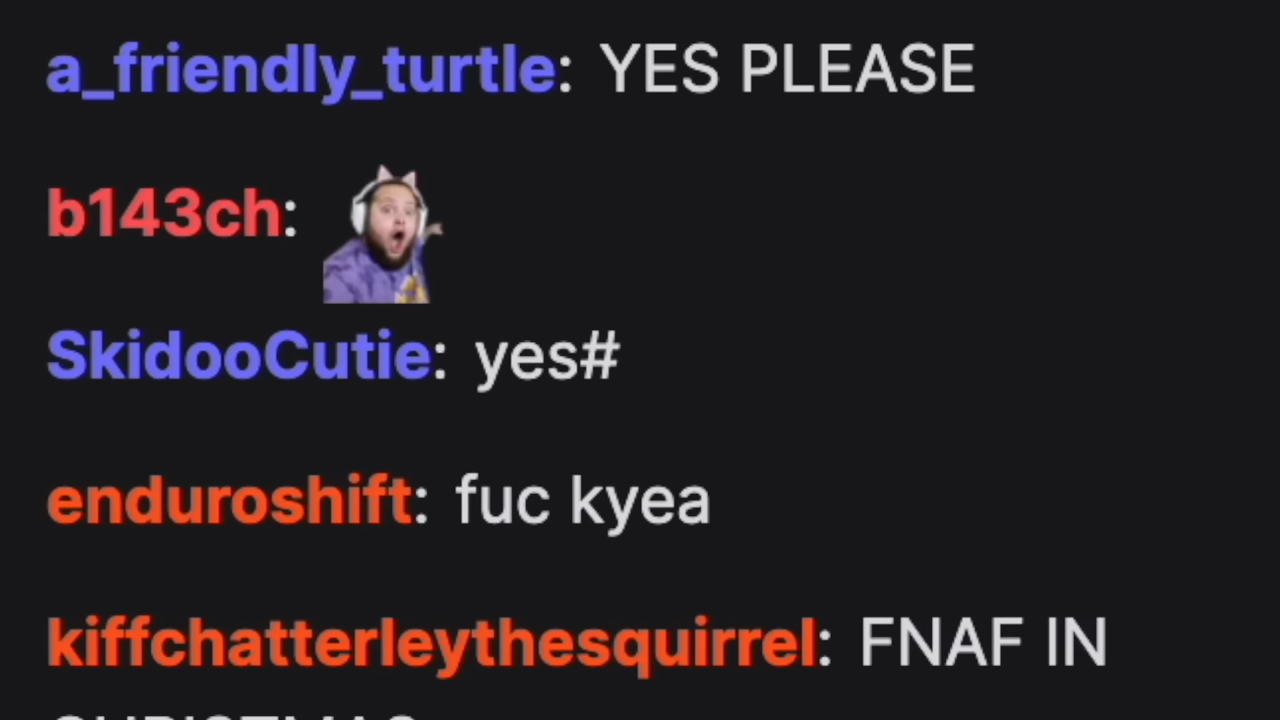 a_friendly_turtle: YES PLEASE
b143ch:
SkidooCutie: yes#
enduroshift: fuc kyea
kiffchatterleythesquirrel: FNAF IN